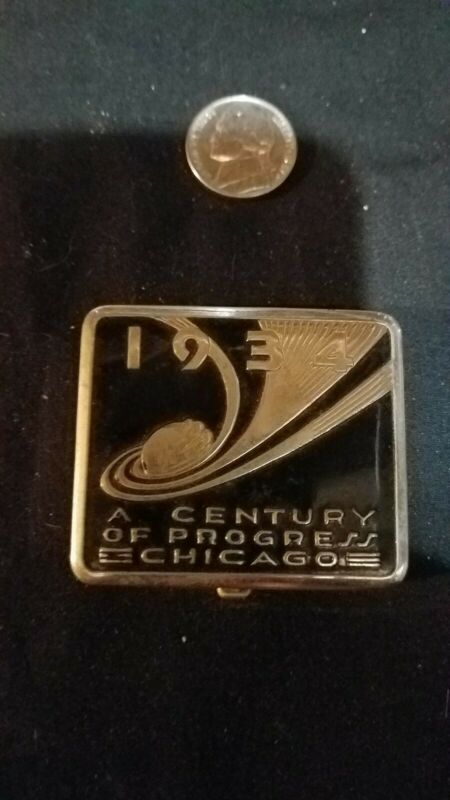 1934
A CENTURY
OF PROGRESS
CHICAGO